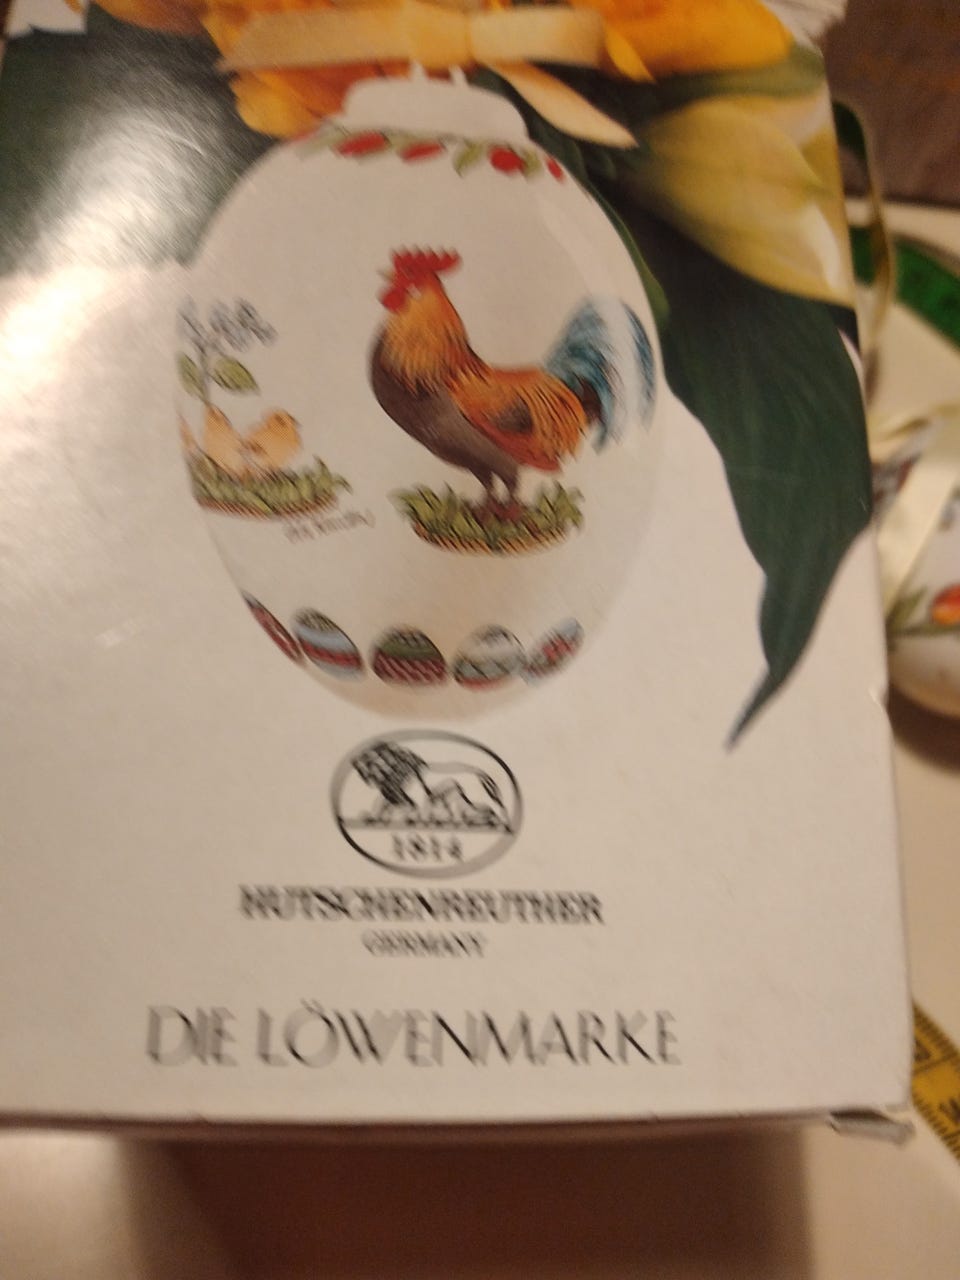 1814
HUTSCHENREUTHER
GERMANY
DIE LÖWENMARKE